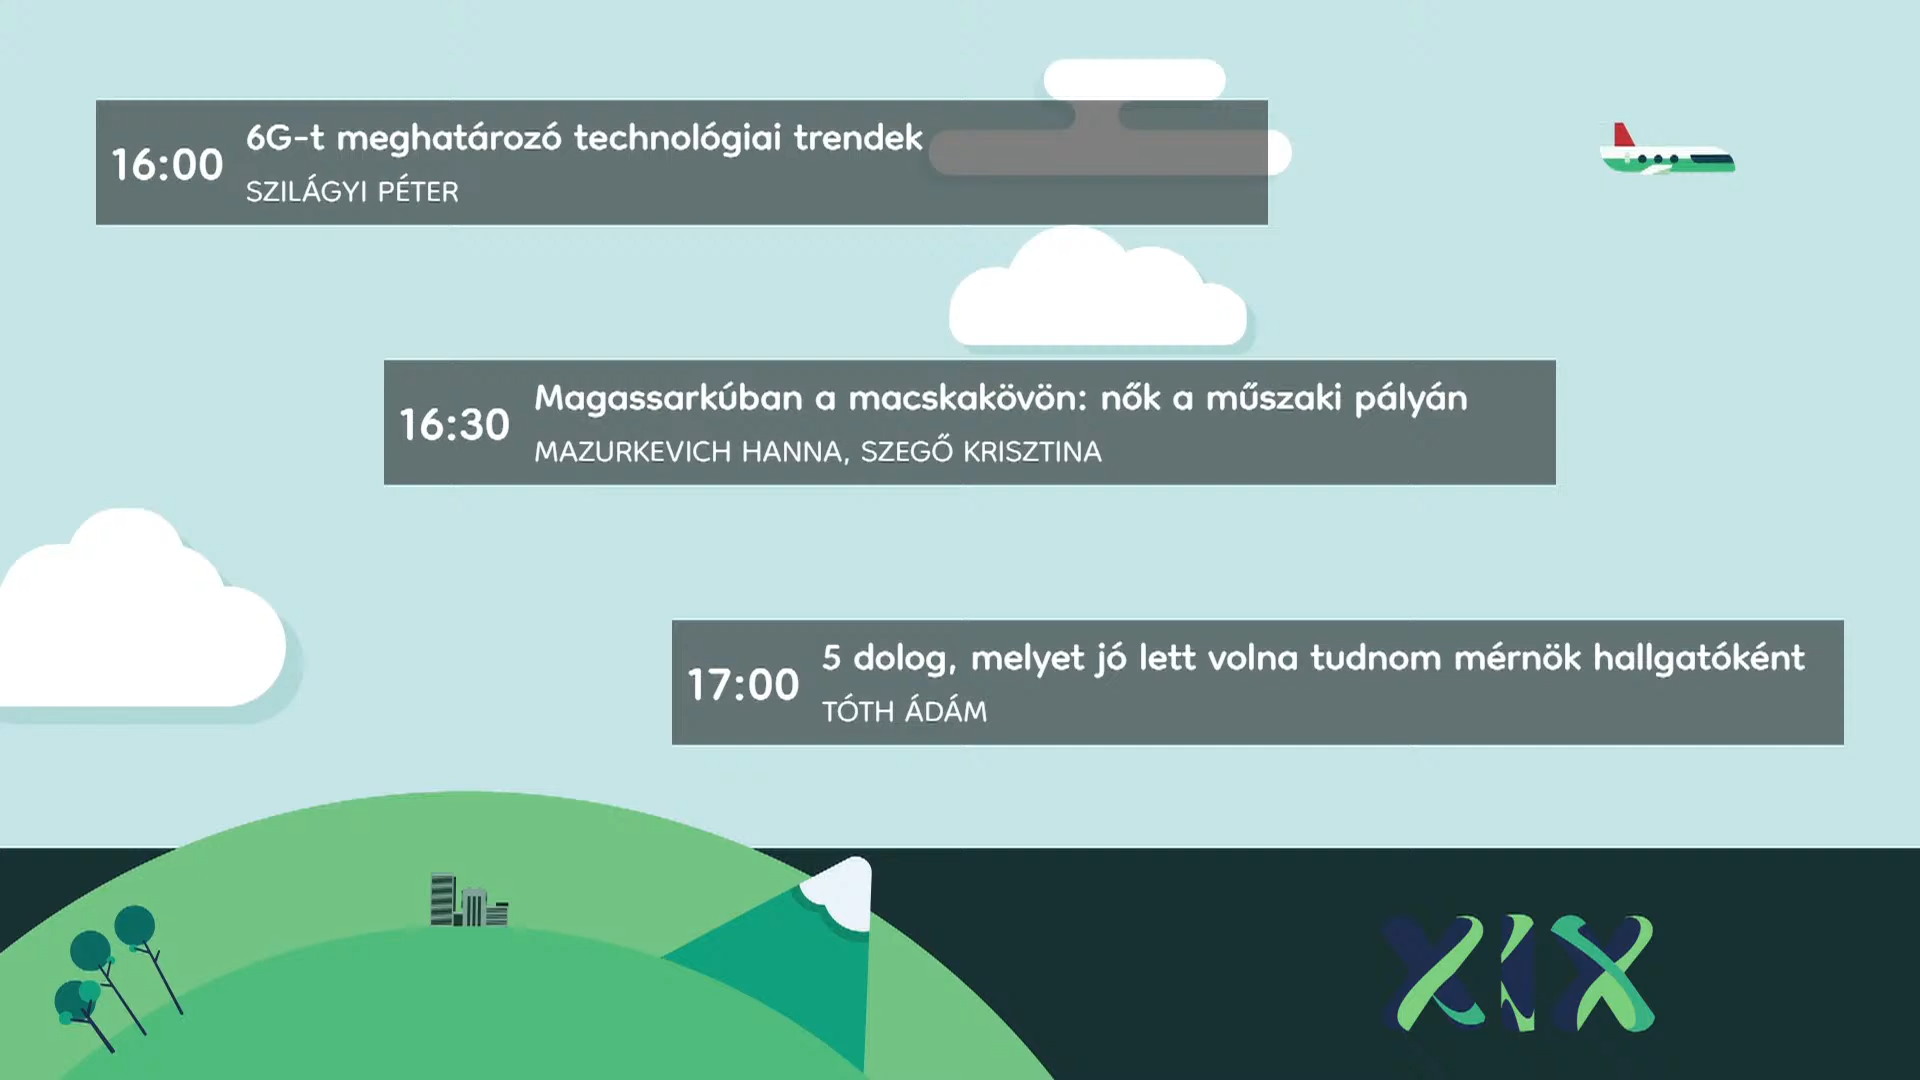 16:00
6G-t meghatározó technológiai trendek
SZILÁGYI PÉTER
16:30
Magassarkúban a macskakövön: nők a műszaki pályán
MAZURKEVICH HANNA, SZEGŐ KRISZTINA
17:00
5 dolog, melyet jó lett volna tudnom mérnök hallgatóként
TÓTH ÁDÁM
XIX